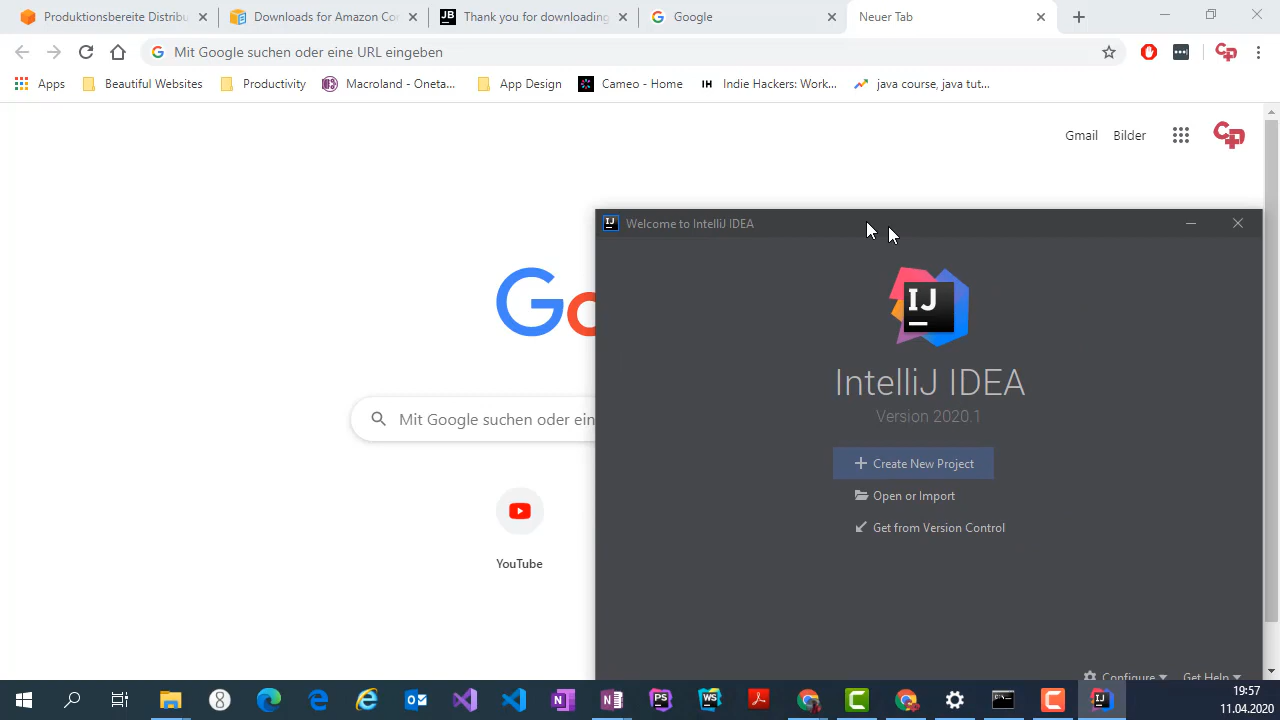 Produktionsbereite Distribu
Downloads for Amazon Cor
Thank you for downloading
Google
Neuer Tab
Mit Google suchen oder eine URL eingeben
Apps
Beautiful Websites
Productivity
Macroland - Oneta...
App Design
Cameo - Home
Indie Hackers: Work...
java course, java tut...
Gmail
Bilder
Welcome to IntelliJ IDEA
Go
IJ
IntelliJ IDEA
Version 2020.1
Mit Google suchen oder ein
Create New Project
Open or Import
Get from Version Control
YouTube
Configure
Get Help
19:57
11.04.2020